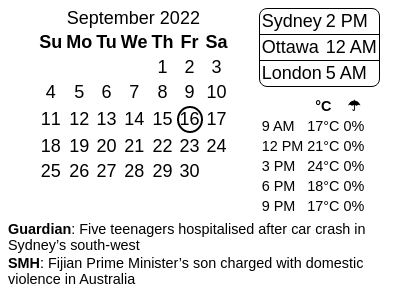 September 2022
Su Mo Tu We Th Fr Sa
1 2 3
4 5 6 7 8 9 10
11 12 13 14 15 16 17
18 19 20 21 22 23 24
25 26 27 28 29 30
Sydney 2 PM
Ottawa 12 AM
London 5 AM
°C ☂
9 AM 17°C 0%
12 PM 21°C 0%
3 PM 24°C 0%
6 PM 18°C 0%
9 PM 17°C 0%
Guardian: Five teenagers hospitalised after car crash in
Sydney’s south-west
SMH: Fijian Prime Minister’s son charged with domestic
violence in Australia